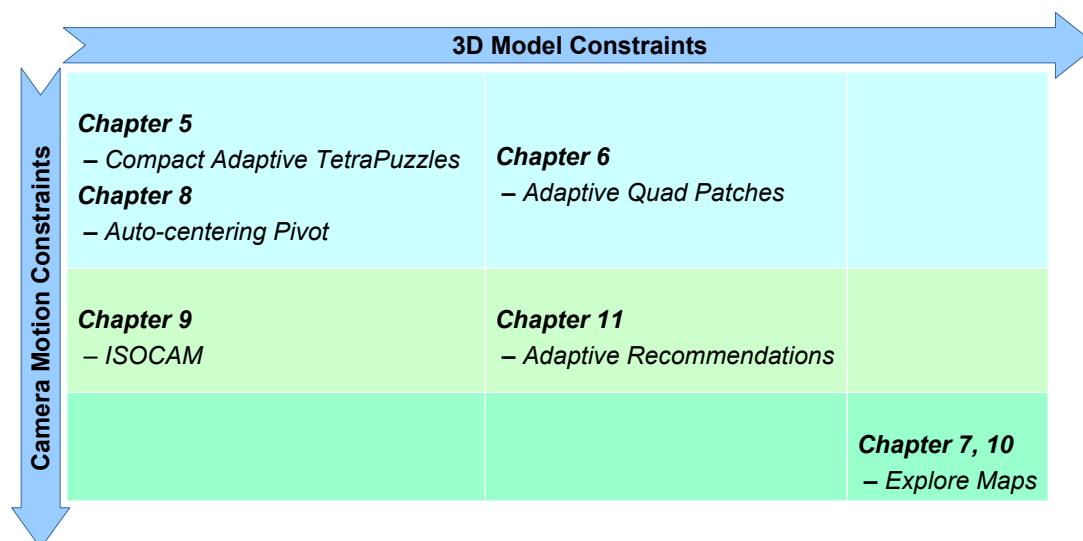 3D Model Constraints
Camera Motion Constraints
Chapter 5
– Compact Adaptive TetraPuzzles
Chapter 8
– Auto-centering Pivot
Chapter 6
– Adaptive Quad Patches
Chapter 9
– ISOCAM
Chapter 11
– Adaptive Recommendations
Chapter 7, 10
– Explore Maps